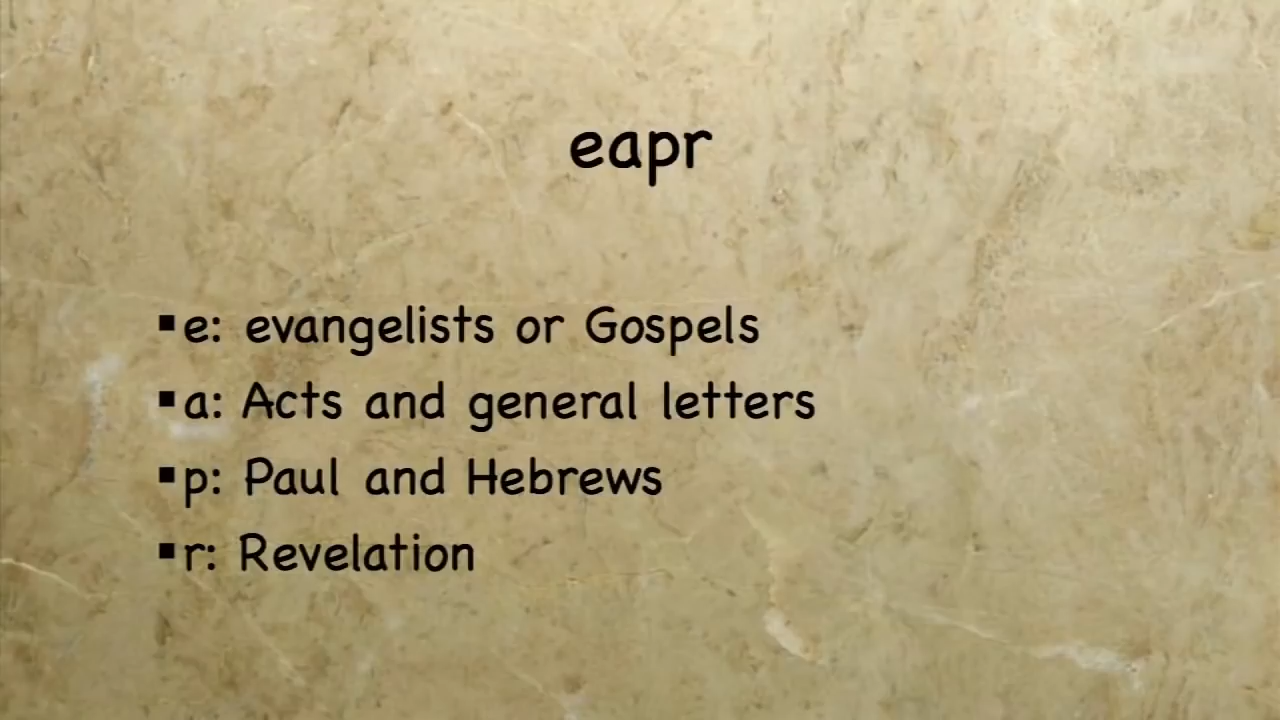 eapr
▪e: evangelists or Gospels
▪a: Acts and general letters
▪p: Paul and Hebrews
▪r: Revelation